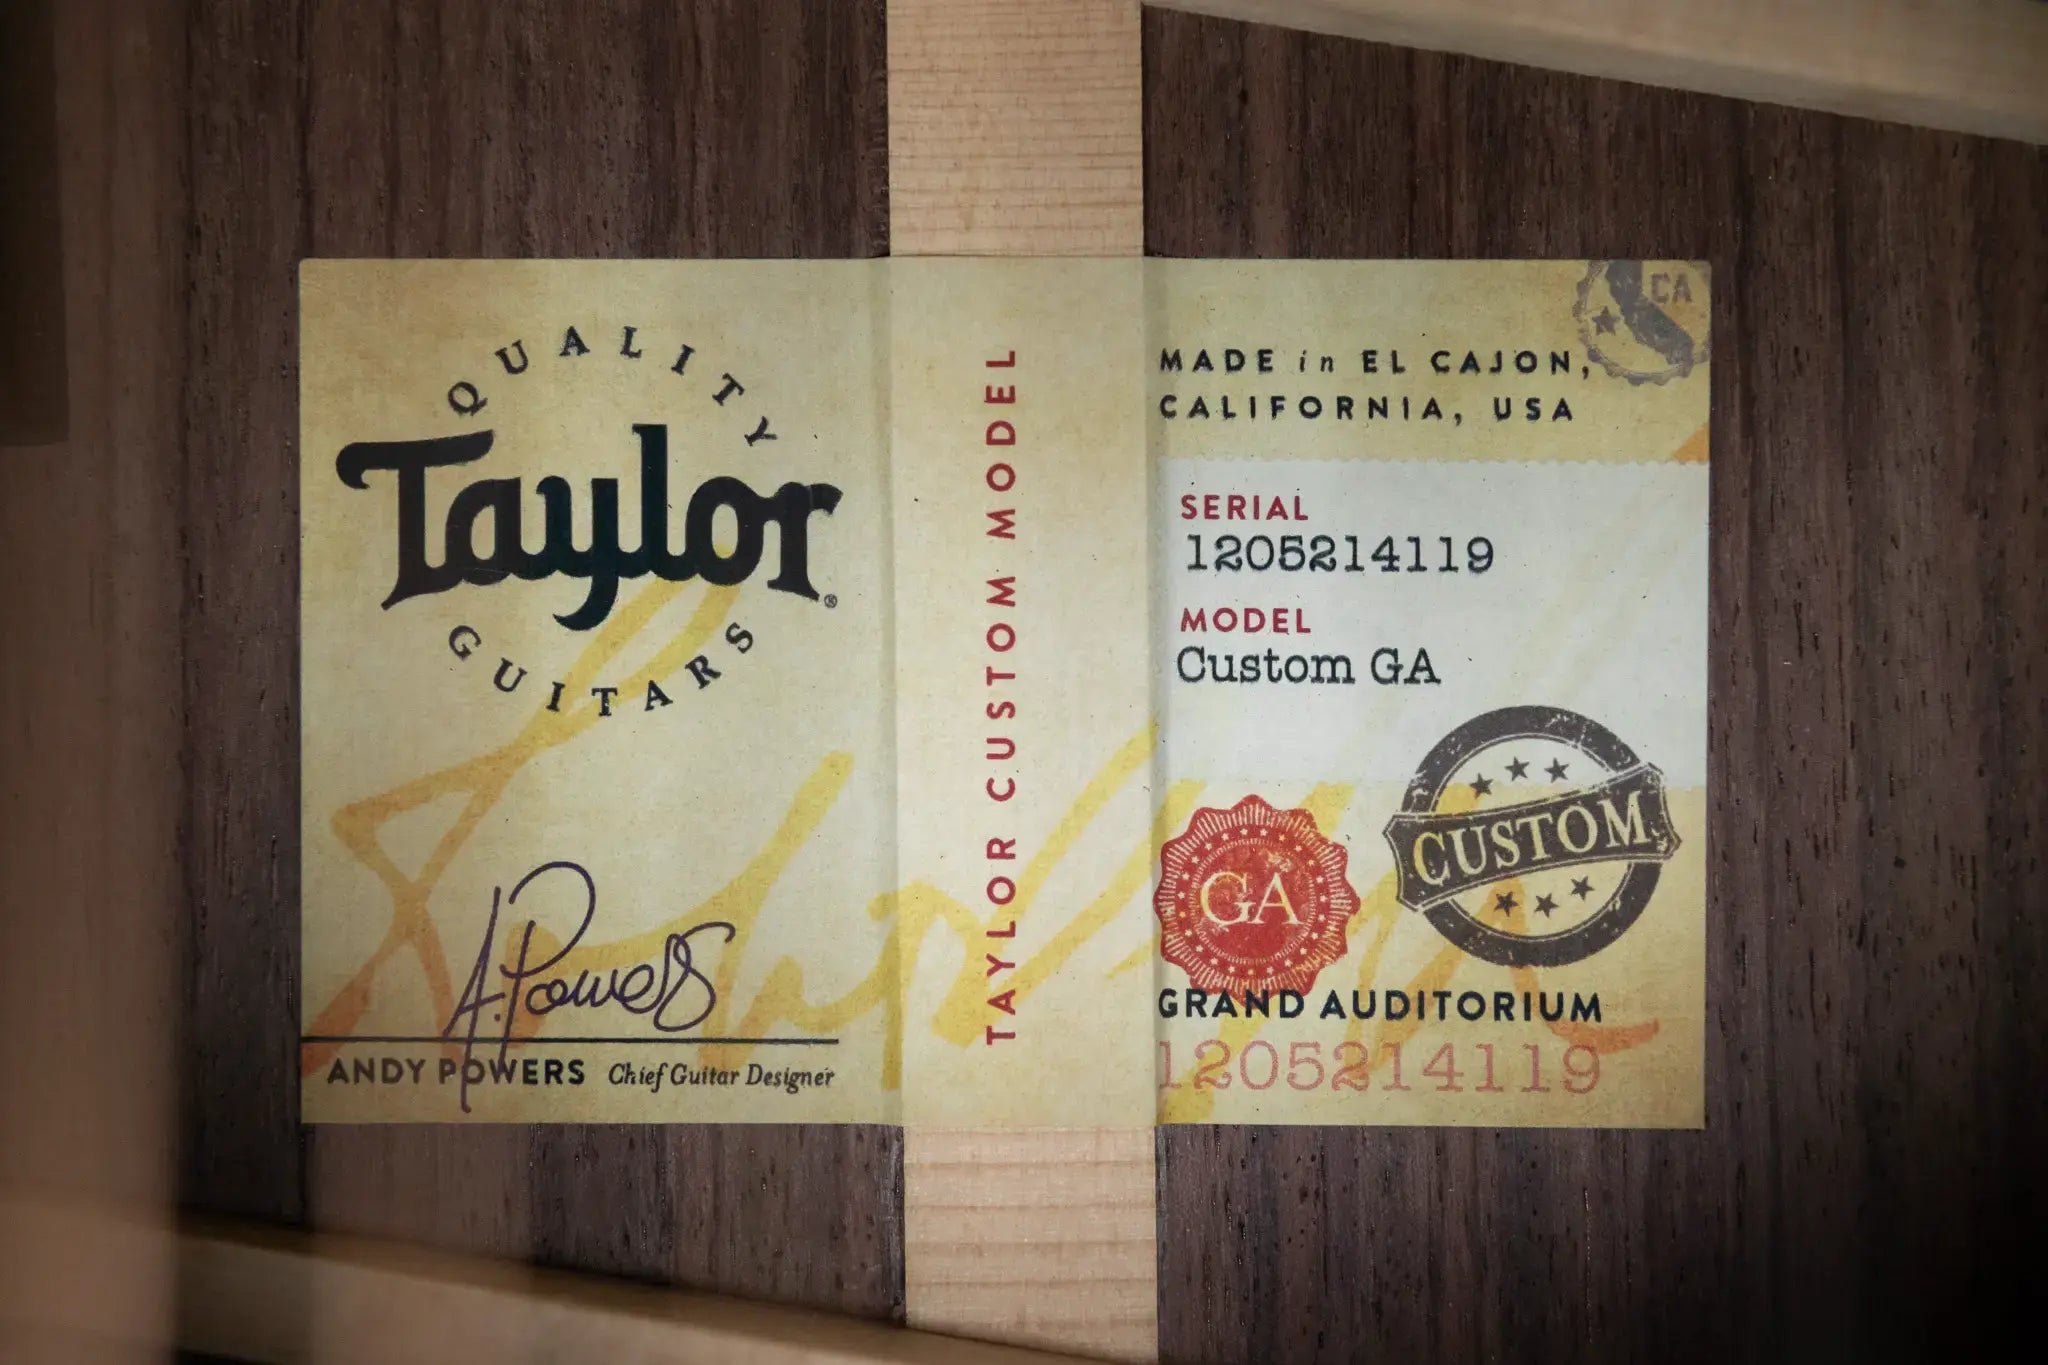 QUALITY
Taylor®
GUITARS
A. Powers
ANDY POWERS Chief Guitar Designer
TAYLOR CUSTOM MODEL
CA
MADE in EL CAJON,
CALIFORNIA, USA
SERIAL
1205214119
MODEL
Custom GA
CUSTOM
GA
GRAND AUDITORIUM
1205214119